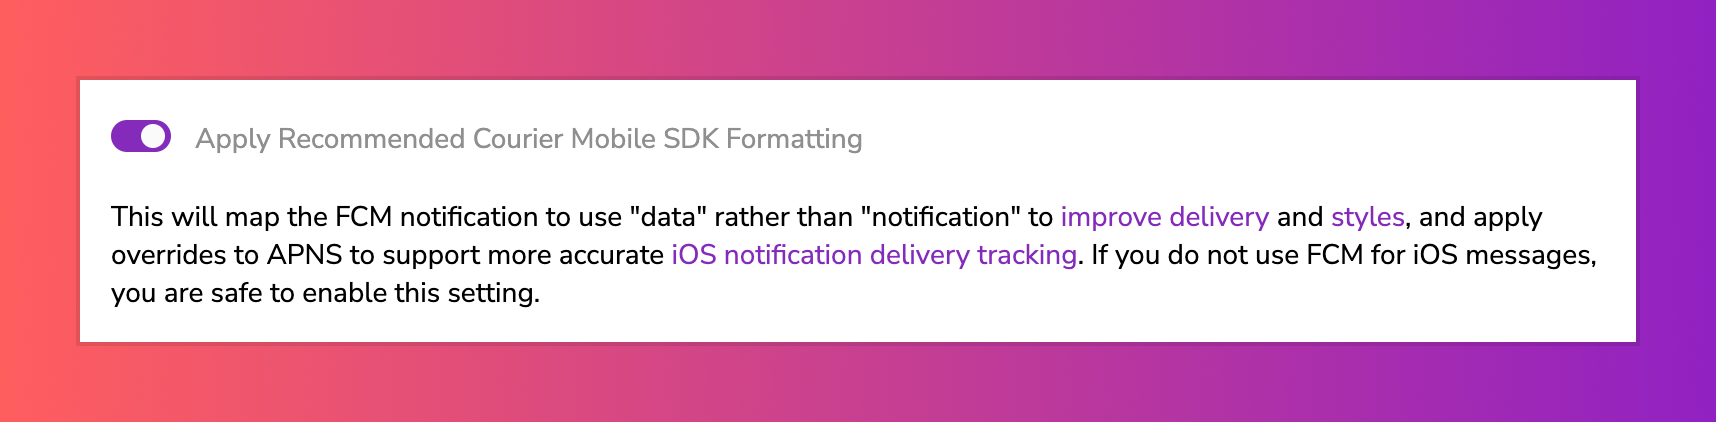 Apply Recommended Courier Mobile SDK Formatting
This will map the FCM notification to use "data" rather than "notification" to improve delivery and styles, and apply
overrides to APNS to support more accurate iOS notification delivery tracking. If you do not use FCM for iOS messages,
you are safe to enable this setting.